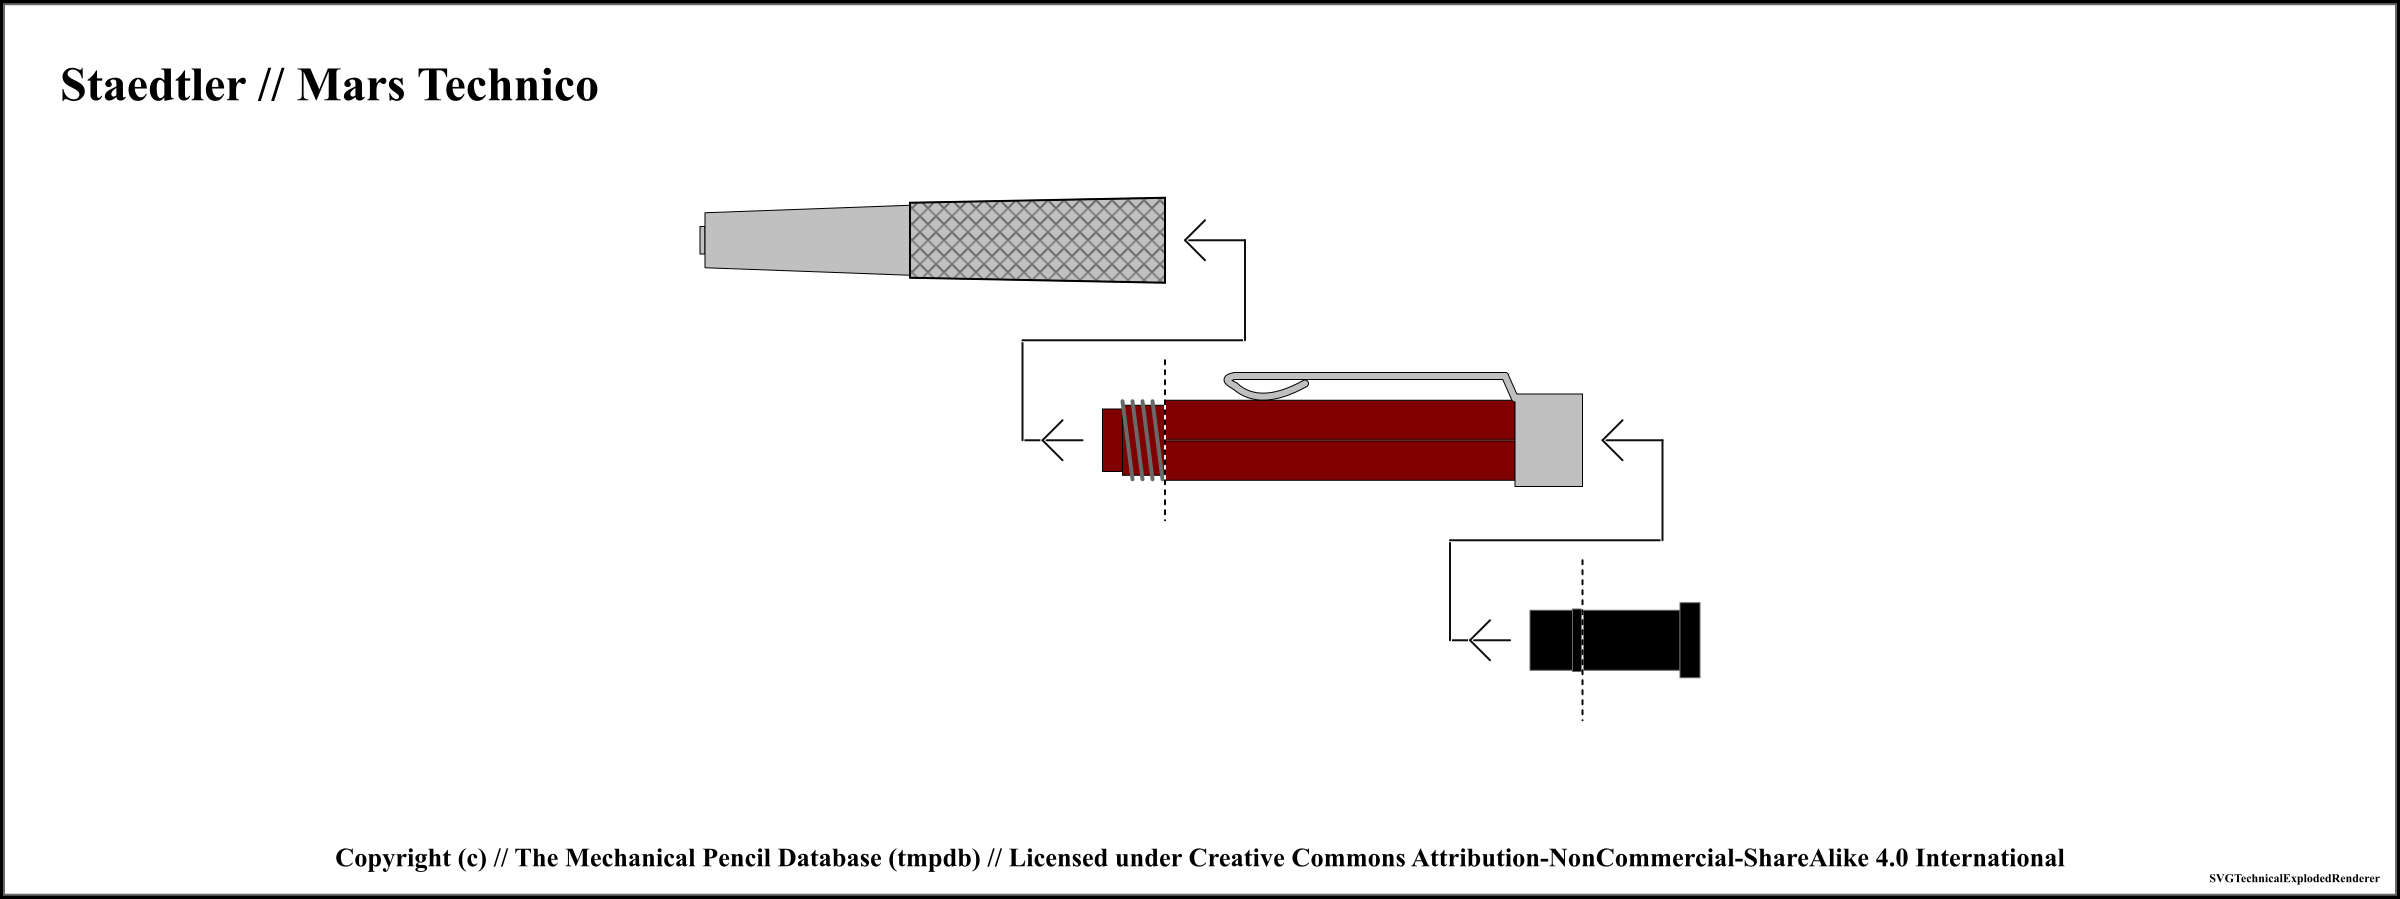 Staedtler // Mars Technico
Copyright (c) // The Mechanical Pencil Database (tmpdb) // Licensed under Creative Commons Attribution-NonCommercial-ShareAlike 4.0 International
SVGTechnicalExplodedRenderer